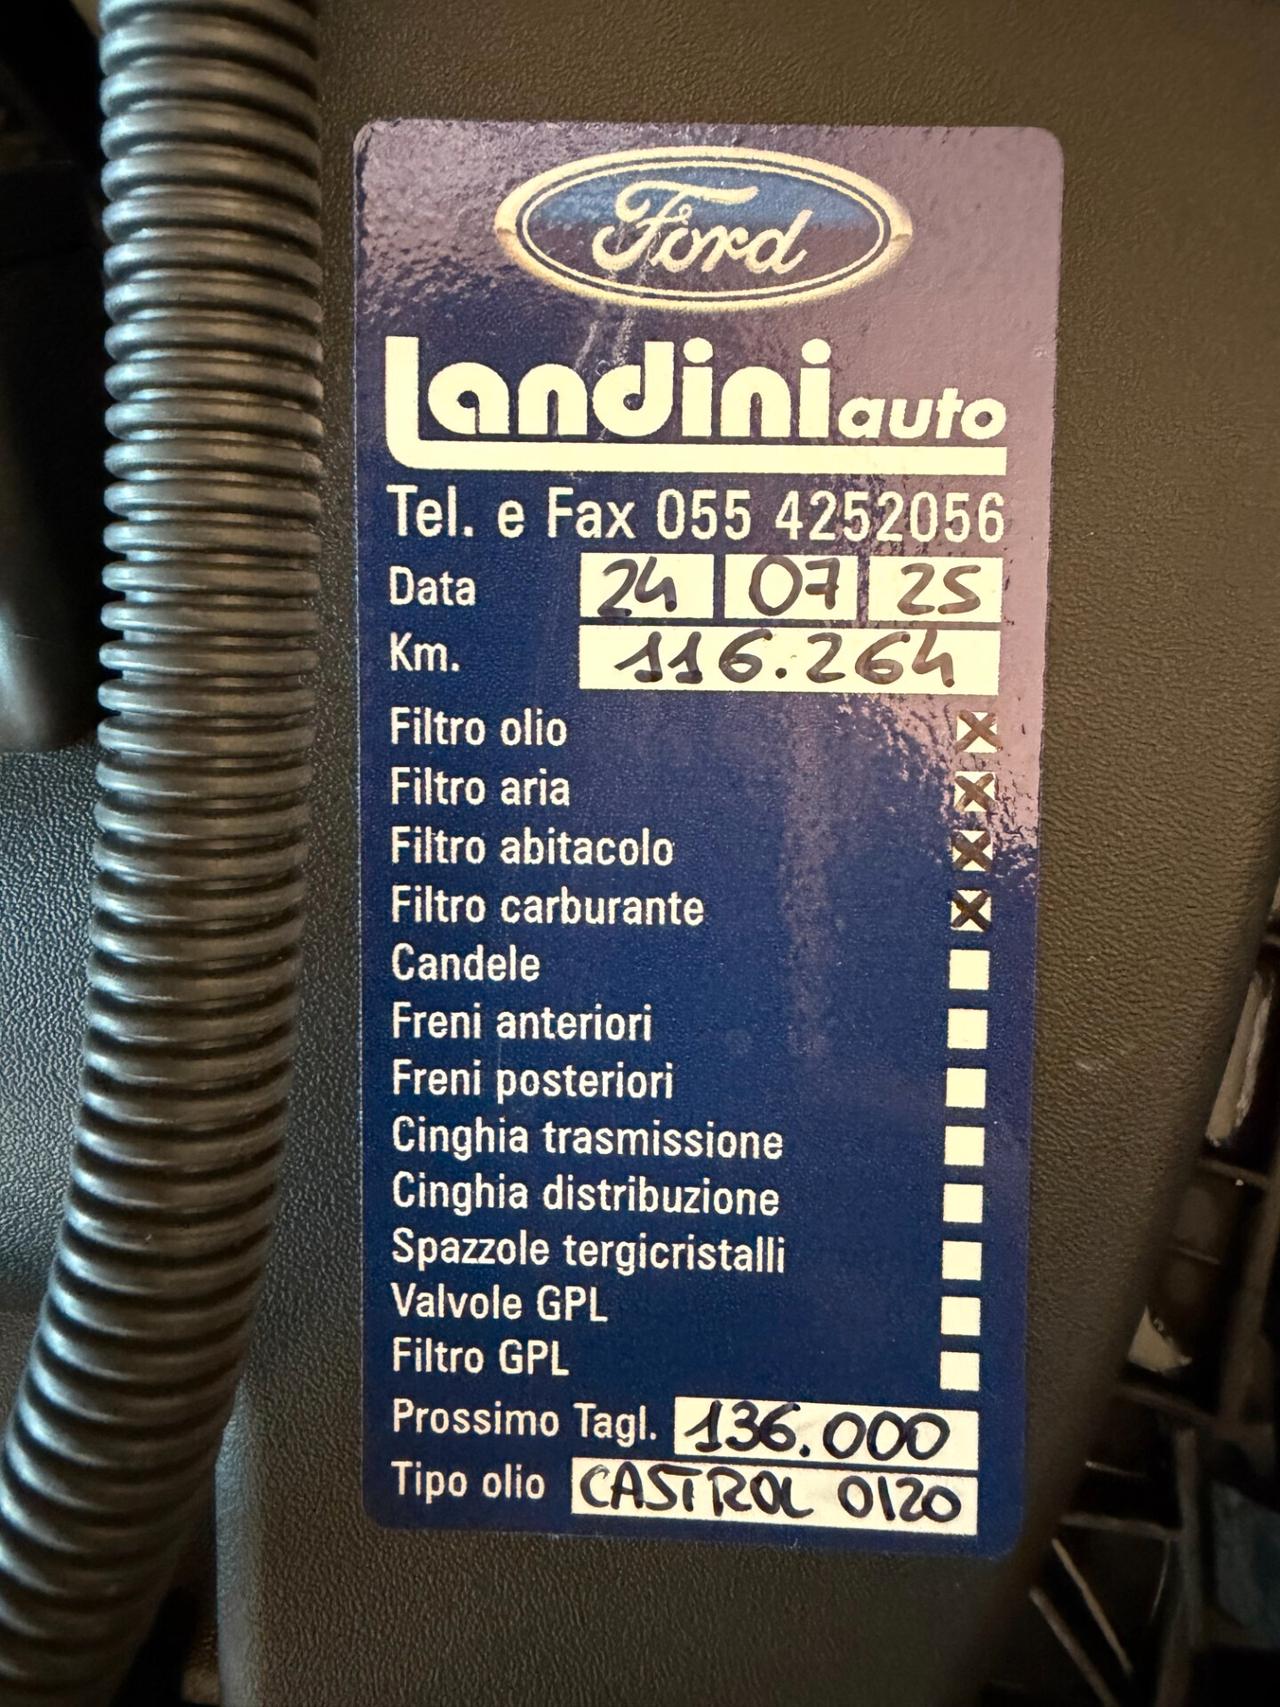 Ford
Landini auto
Tel. e Fax 055 4252056
Data 24 07 25
Km. 116.264
Filtro olio X
Filtro aria X
Filtro abitacolo X
Filtro carburante X
Candele
Freni anteriori
Freni posteriori
Cinghia trasmissione
Cinghia distribuzione
Spazzole tergicristalli
Valvole GPL
Filtro GPL
Prossimo Tagl. 136.000
Tipo olio CASTROL 0/20